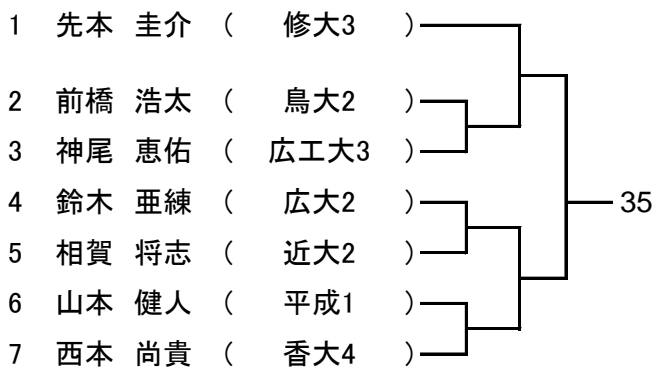 1 先本 圭介 ( 修大3 )
2 前橋 浩太 ( 鳥大2 )
3 神尾 恵佑 ( 広工大3 )
4 鈴木 亜練 ( 広大2 ) 35
5 相賀 将志 ( 近大2 )
6 山本 健人 ( 平成1 )
7 西本 尚貴 ( 香大4 )